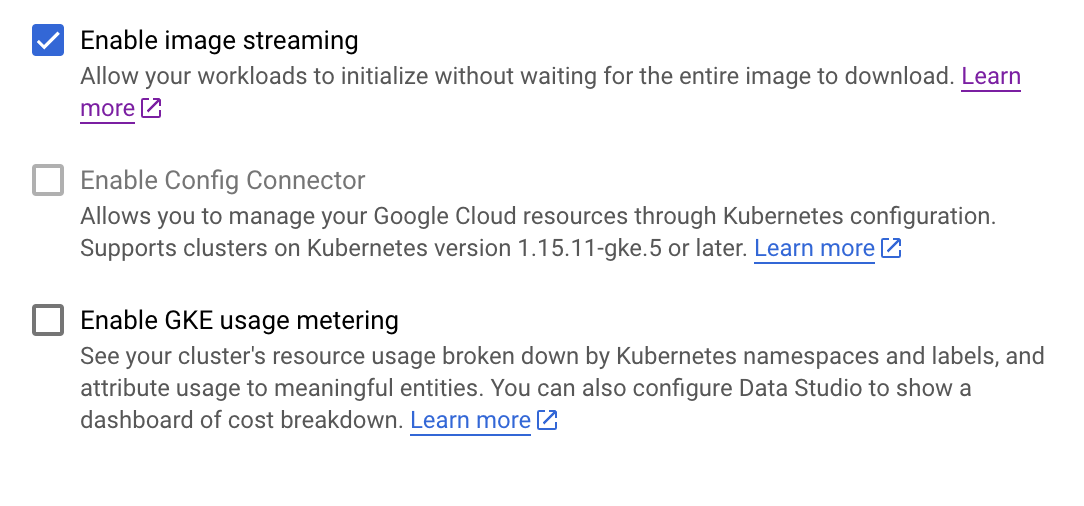 Enable image streaming
Allow your workloads to initialize without waiting for the entire image to download. Learn
more
Enable Config Connector
Allows you to manage your Google Cloud resources through Kubernetes configuration.
Supports clusters on Kubernetes version 1.15.11-gke.5 or later. Learn more
Enable GKE usage metering
See your cluster's resource usage broken down by Kubernetes namespaces and labels, and
attribute usage to meaningful entities. You can also configure Data Studio to show a
dashboard of cost breakdown. Learn more